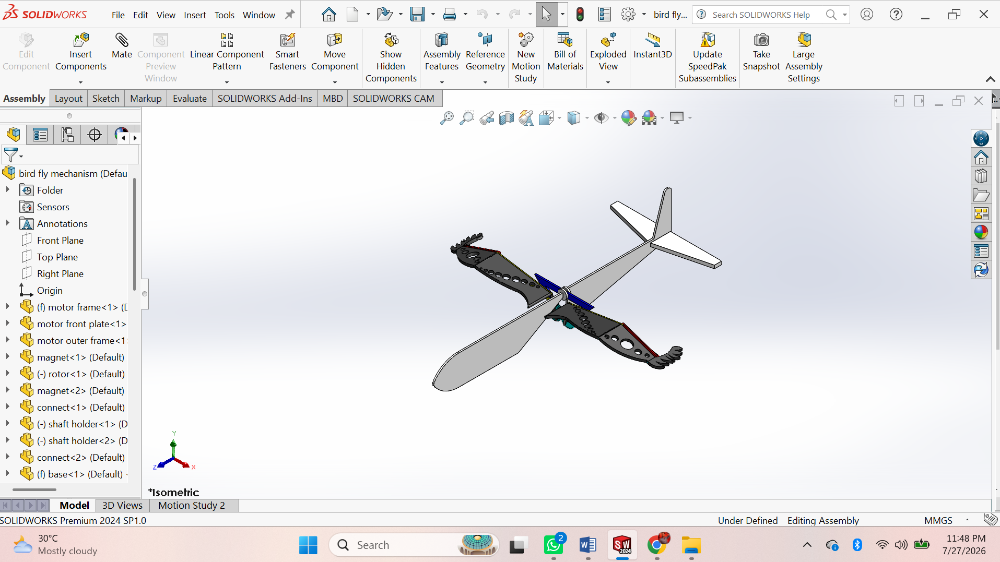 SOLIDWORKS
File Edit View Insert Tools Window
bird fly...
Search SOLIDWORKS Help
Edit Component
Insert Components
Mate
Component Preview Window
Linear Component Pattern
Smart Fasteners
Move Component
Show Hidden Components
Assembly Features
Reference Geometry
New Motion Study
Bill of Materials
Exploded View
Instant3D
Update SpeedPak Subassemblies
Take Snapshot
Large Assembly Settings
Assembly Layout Sketch Markup Evaluate SOLIDWORKS Add-Ins MBD SOLIDWORKS CAM
bird fly mechanism (Defau
Folder
Sensors
Annotations
Front Plane
Top Plane
Right Plane
Origin
(f) motor frame<1> (D
motor front plate<1>
motor outer frame<1>
magnet<1> (Default)
(-) rotor<1> (Default)
magnet<2> (Default)
connect<1> (Default)
(-) shaft holder<1> (D
(-) shaft holder<2> (D
connect<2> (Default)
(f) base<1> (Default)
Y
Z
X
*Isometric
Model 3D Views Motion Study 2
SOLIDWORKS Premium 2024 SP1.0
Under Defined Editing Assembly MMGS
30°C
Mostly cloudy
Search
2
SW
2024
11:48 PM
7/27/2026